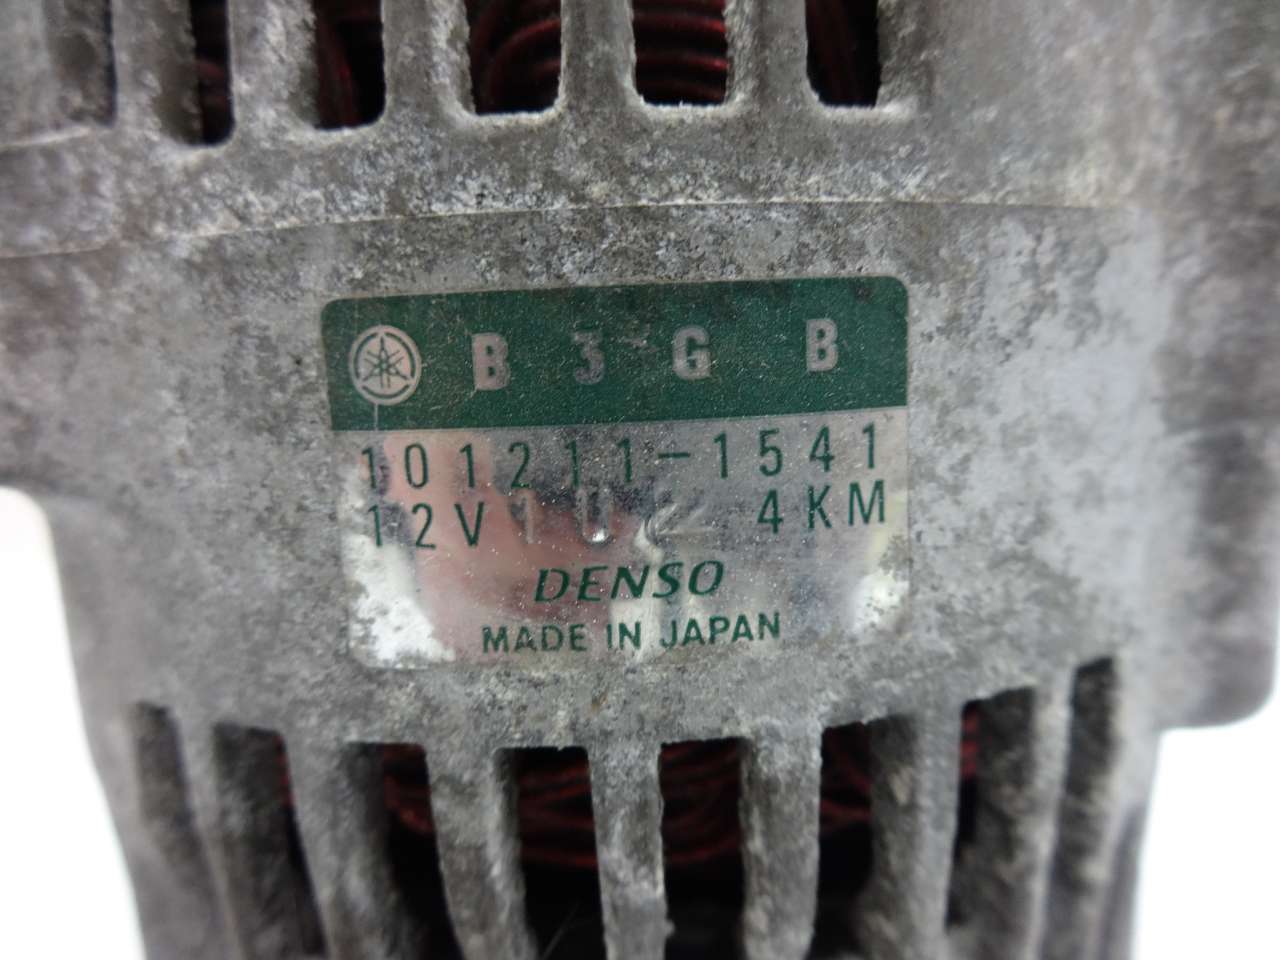 B 3 G B
101211-1541
12V 4KM
DENSO
MADE IN JAPAN